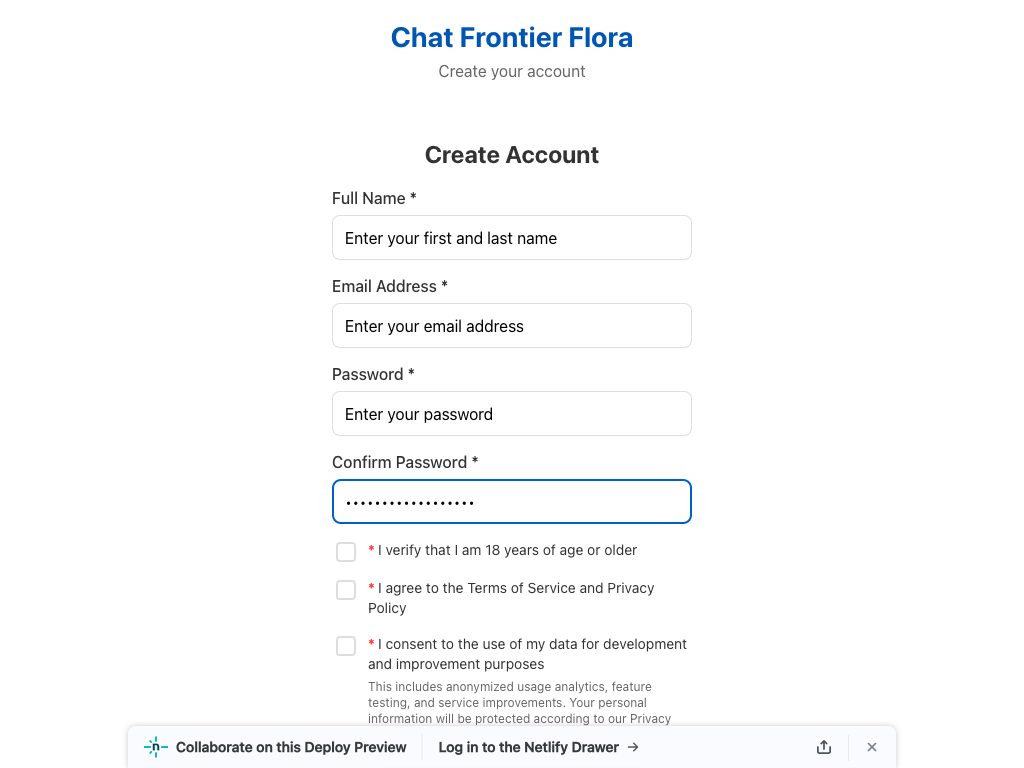 Chat Frontier Flora
Create your account
Create Account
Full Name *
Enter your first and last name
Email Address *
Enter your email address
Password *
Enter your password
Confirm Password *
••••••••••••••••••
* I verify that I am 18 years of age or older
* I agree to the Terms of Service and Privacy
Policy
* I consent to the use of my data for development
and improvement purposes
This includes anonymized usage analytics, feature
testing, and service improvements. Your personal
information will be protected according to our Privacy
Collaborate on this Deploy Preview
Log in to the Netlify Drawer →